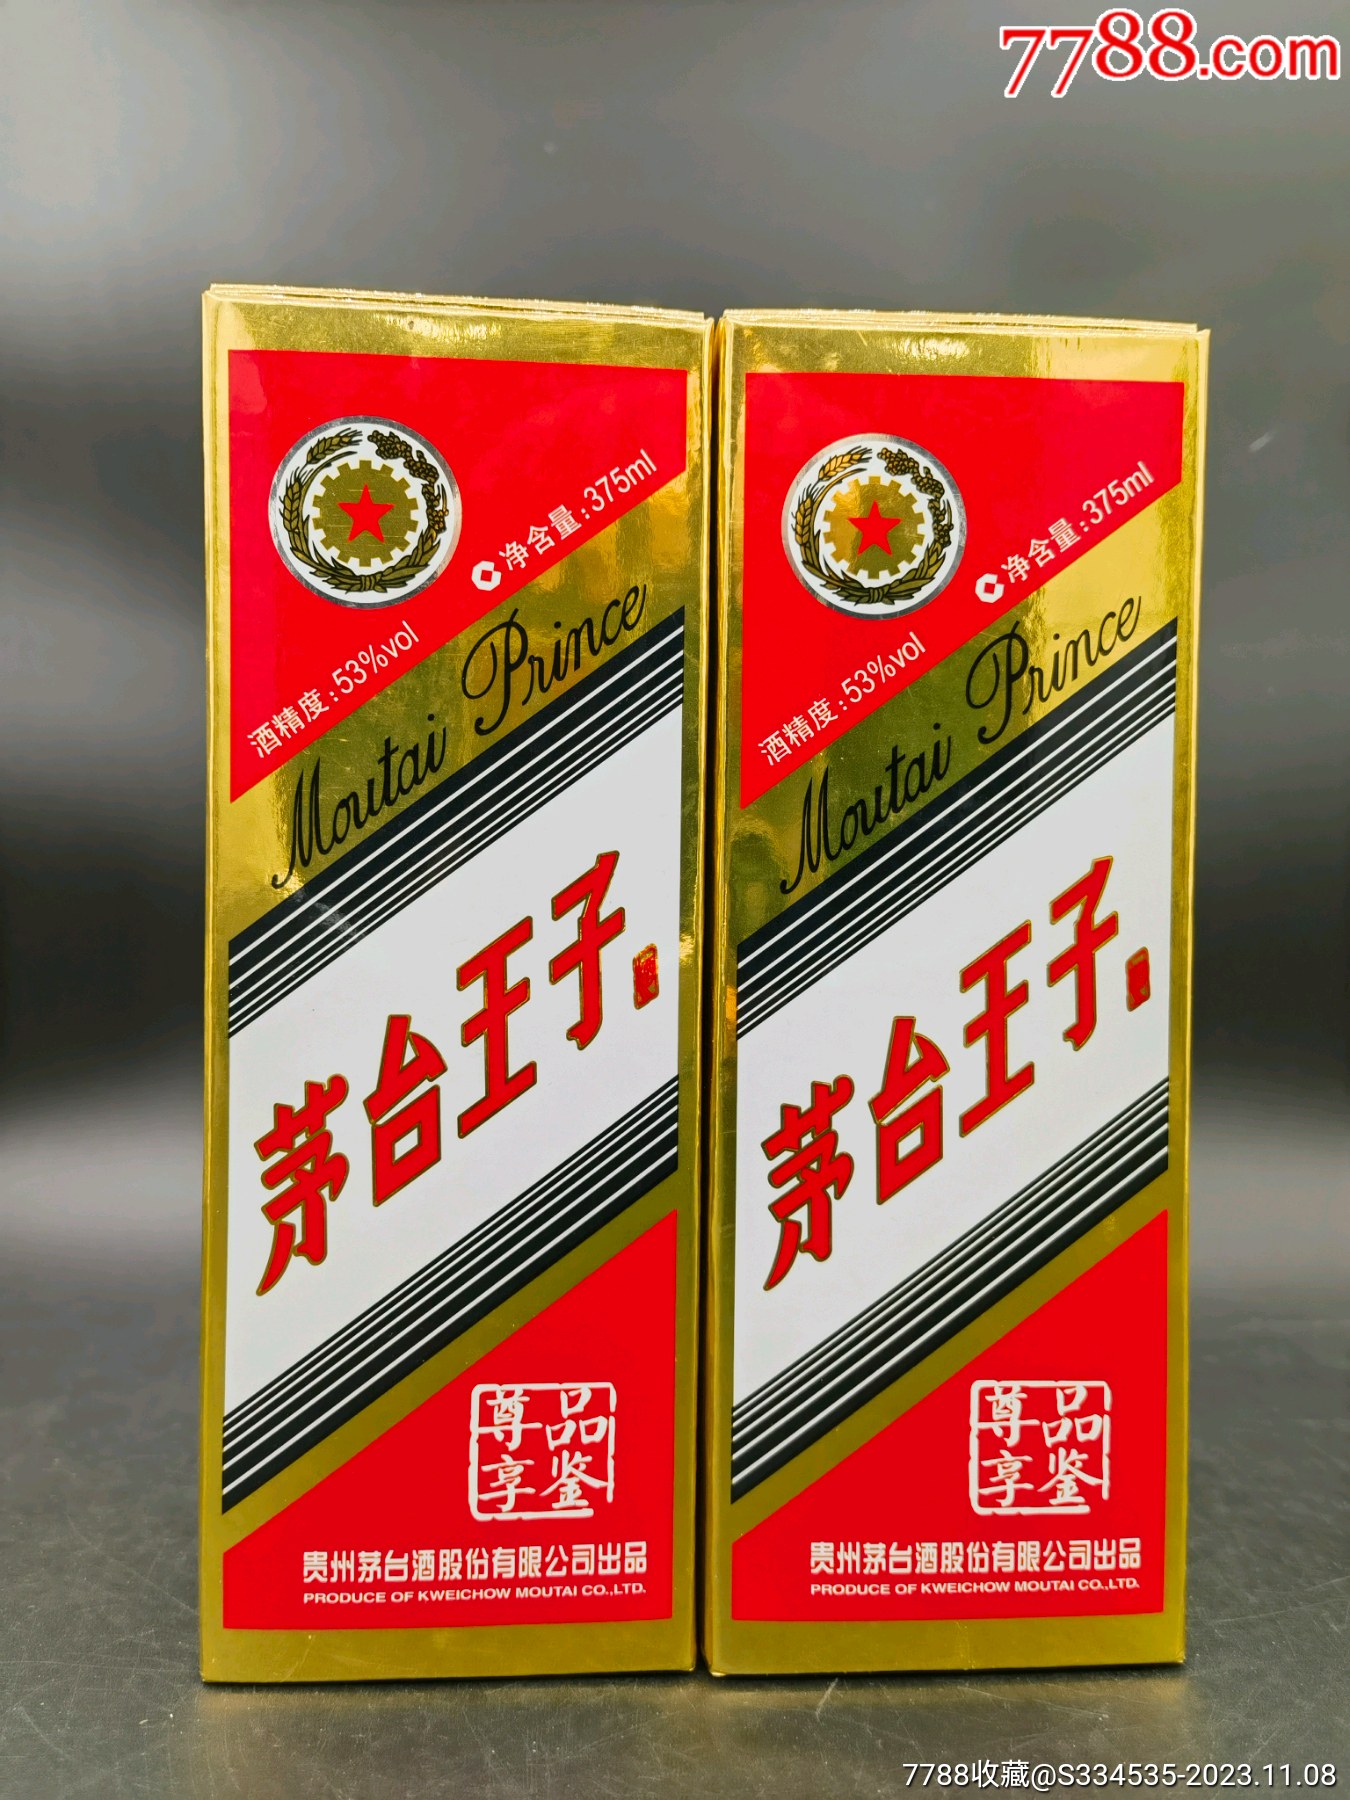 7788.com
净含量:375ml
酒精度:53%vol
Moutai Prince
茅台王子
品鉴
尊享
贵州茅台酒股份有限公司出品
PRODUCE OF KWEICHOW MOUTAI CO.,LTD.
净含量:375ml
酒精度:53%vol
Moutai Prince
茅台王子
品鉴
尊享
贵州茅台酒股份有限公司出品
PRODUCE OF KWEICHOW MOUTAI CO.,LTD.
7788收藏@S334535-2023.11.08